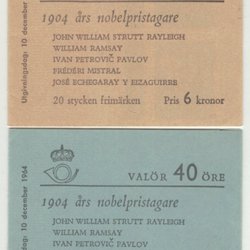 Utgivningsdag: 10 december
1904 års nobelpristagare
JOHN WILLIAM STRUTT RAYLEIGH
WILLIAM RAMSAY
IVAN PETROVIČ PAVLOV
FRÉDÉRI MISTRAL
JOSÉ ECHEGARAY Y EIZAGUIRRE
20 stycken frimärken Pris 6 kronor
dag: 10 december 1964
VALÖR 40 ÖRE
1904 års nobelpristagare
JOHN WILLIAM STRUTT RAYLEIGH
WILLIAM RAMSAY
IVAN PETROVIČ PAVLOV